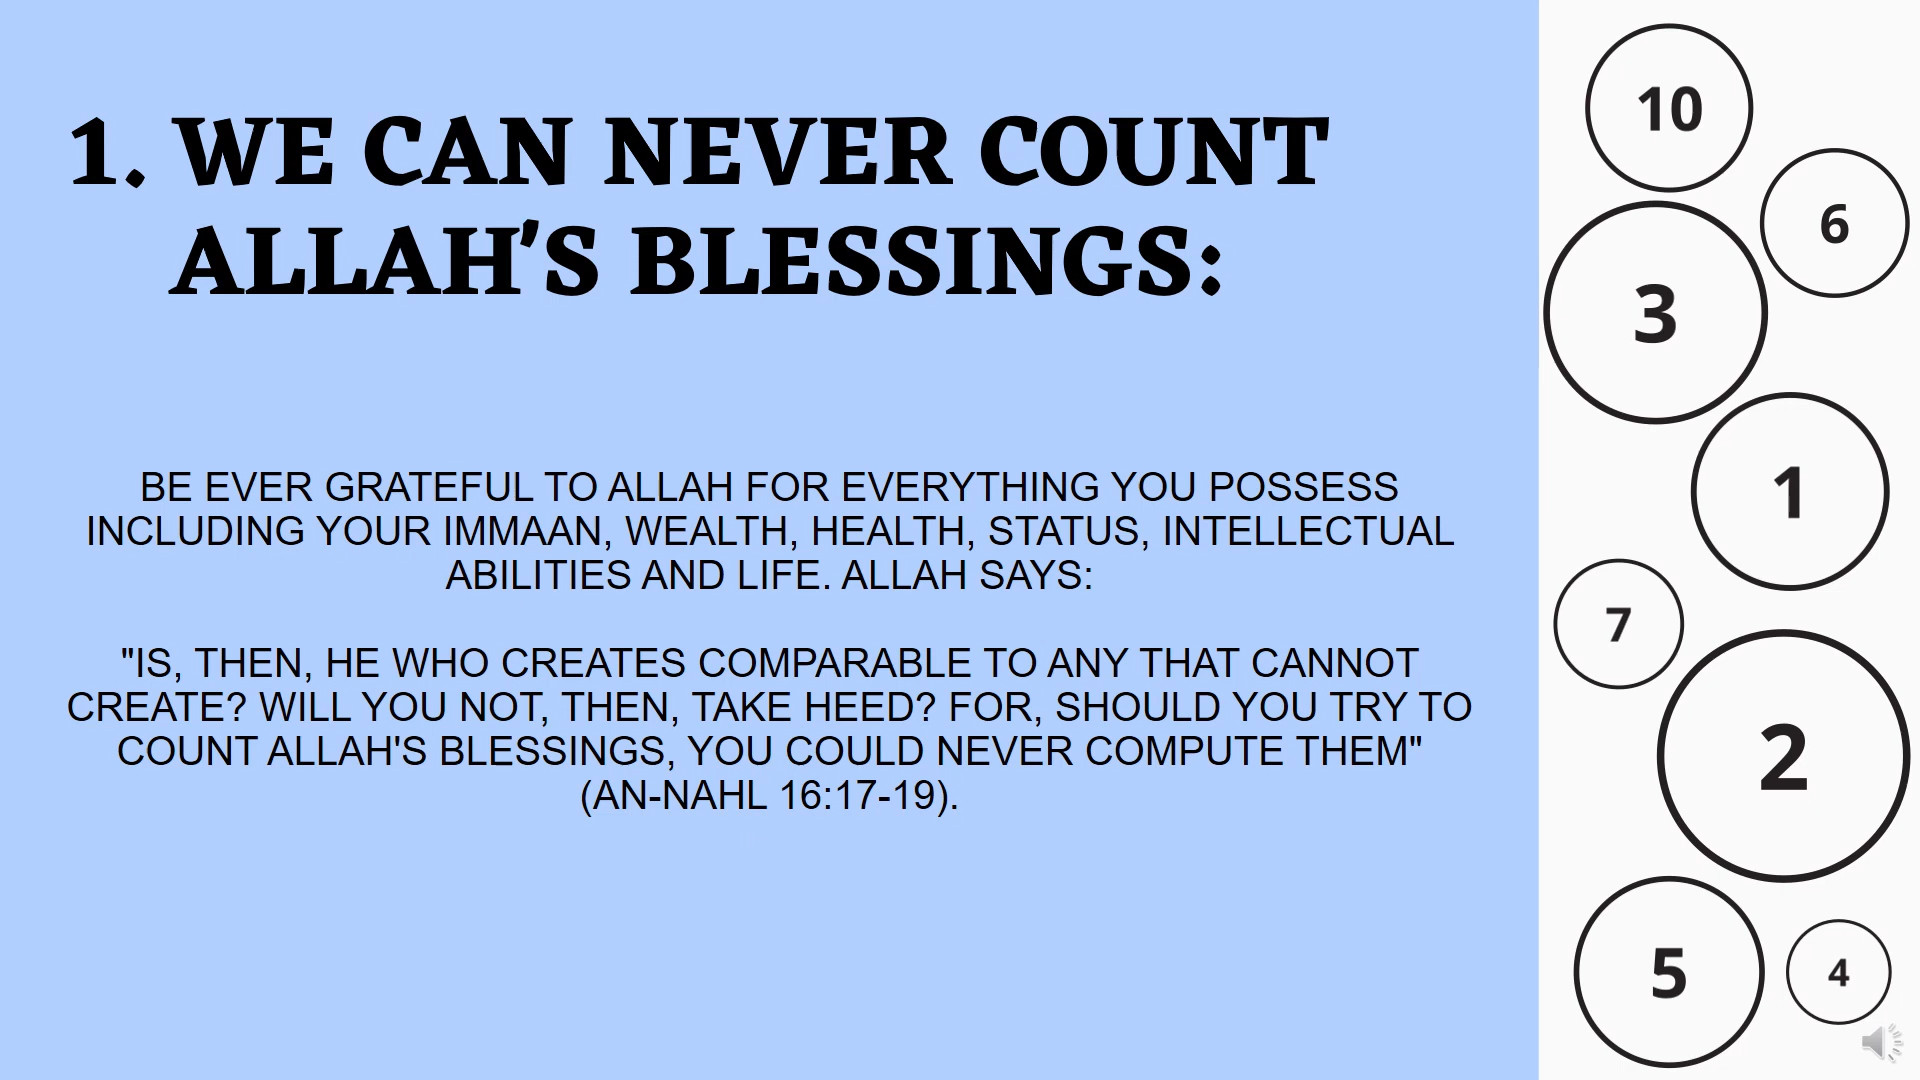 1. WE CAN NEVER COUNT
ALLAH'S BLESSINGS:
BE EVER GRATEFUL TO ALLAH FOR EVERYTHING YOU POSSESS
INCLUDING YOUR IMMAAN, WEALTH, HEALTH, STATUS, INTELLECTUAL
ABILITIES AND LIFE. ALLAH SAYS:
"IS, THEN, HE WHO CREATES COMPARABLE TO ANY THAT CANNOT
CREATE? WILL YOU NOT, THEN, TAKE HEED? FOR, SHOULD YOU TRY TO
COUNT ALLAH'S BLESSINGS, YOU COULD NEVER COMPUTE THEM"
(AN-NAHL 16:17-19).
10
6
3
1
7
2
5
4